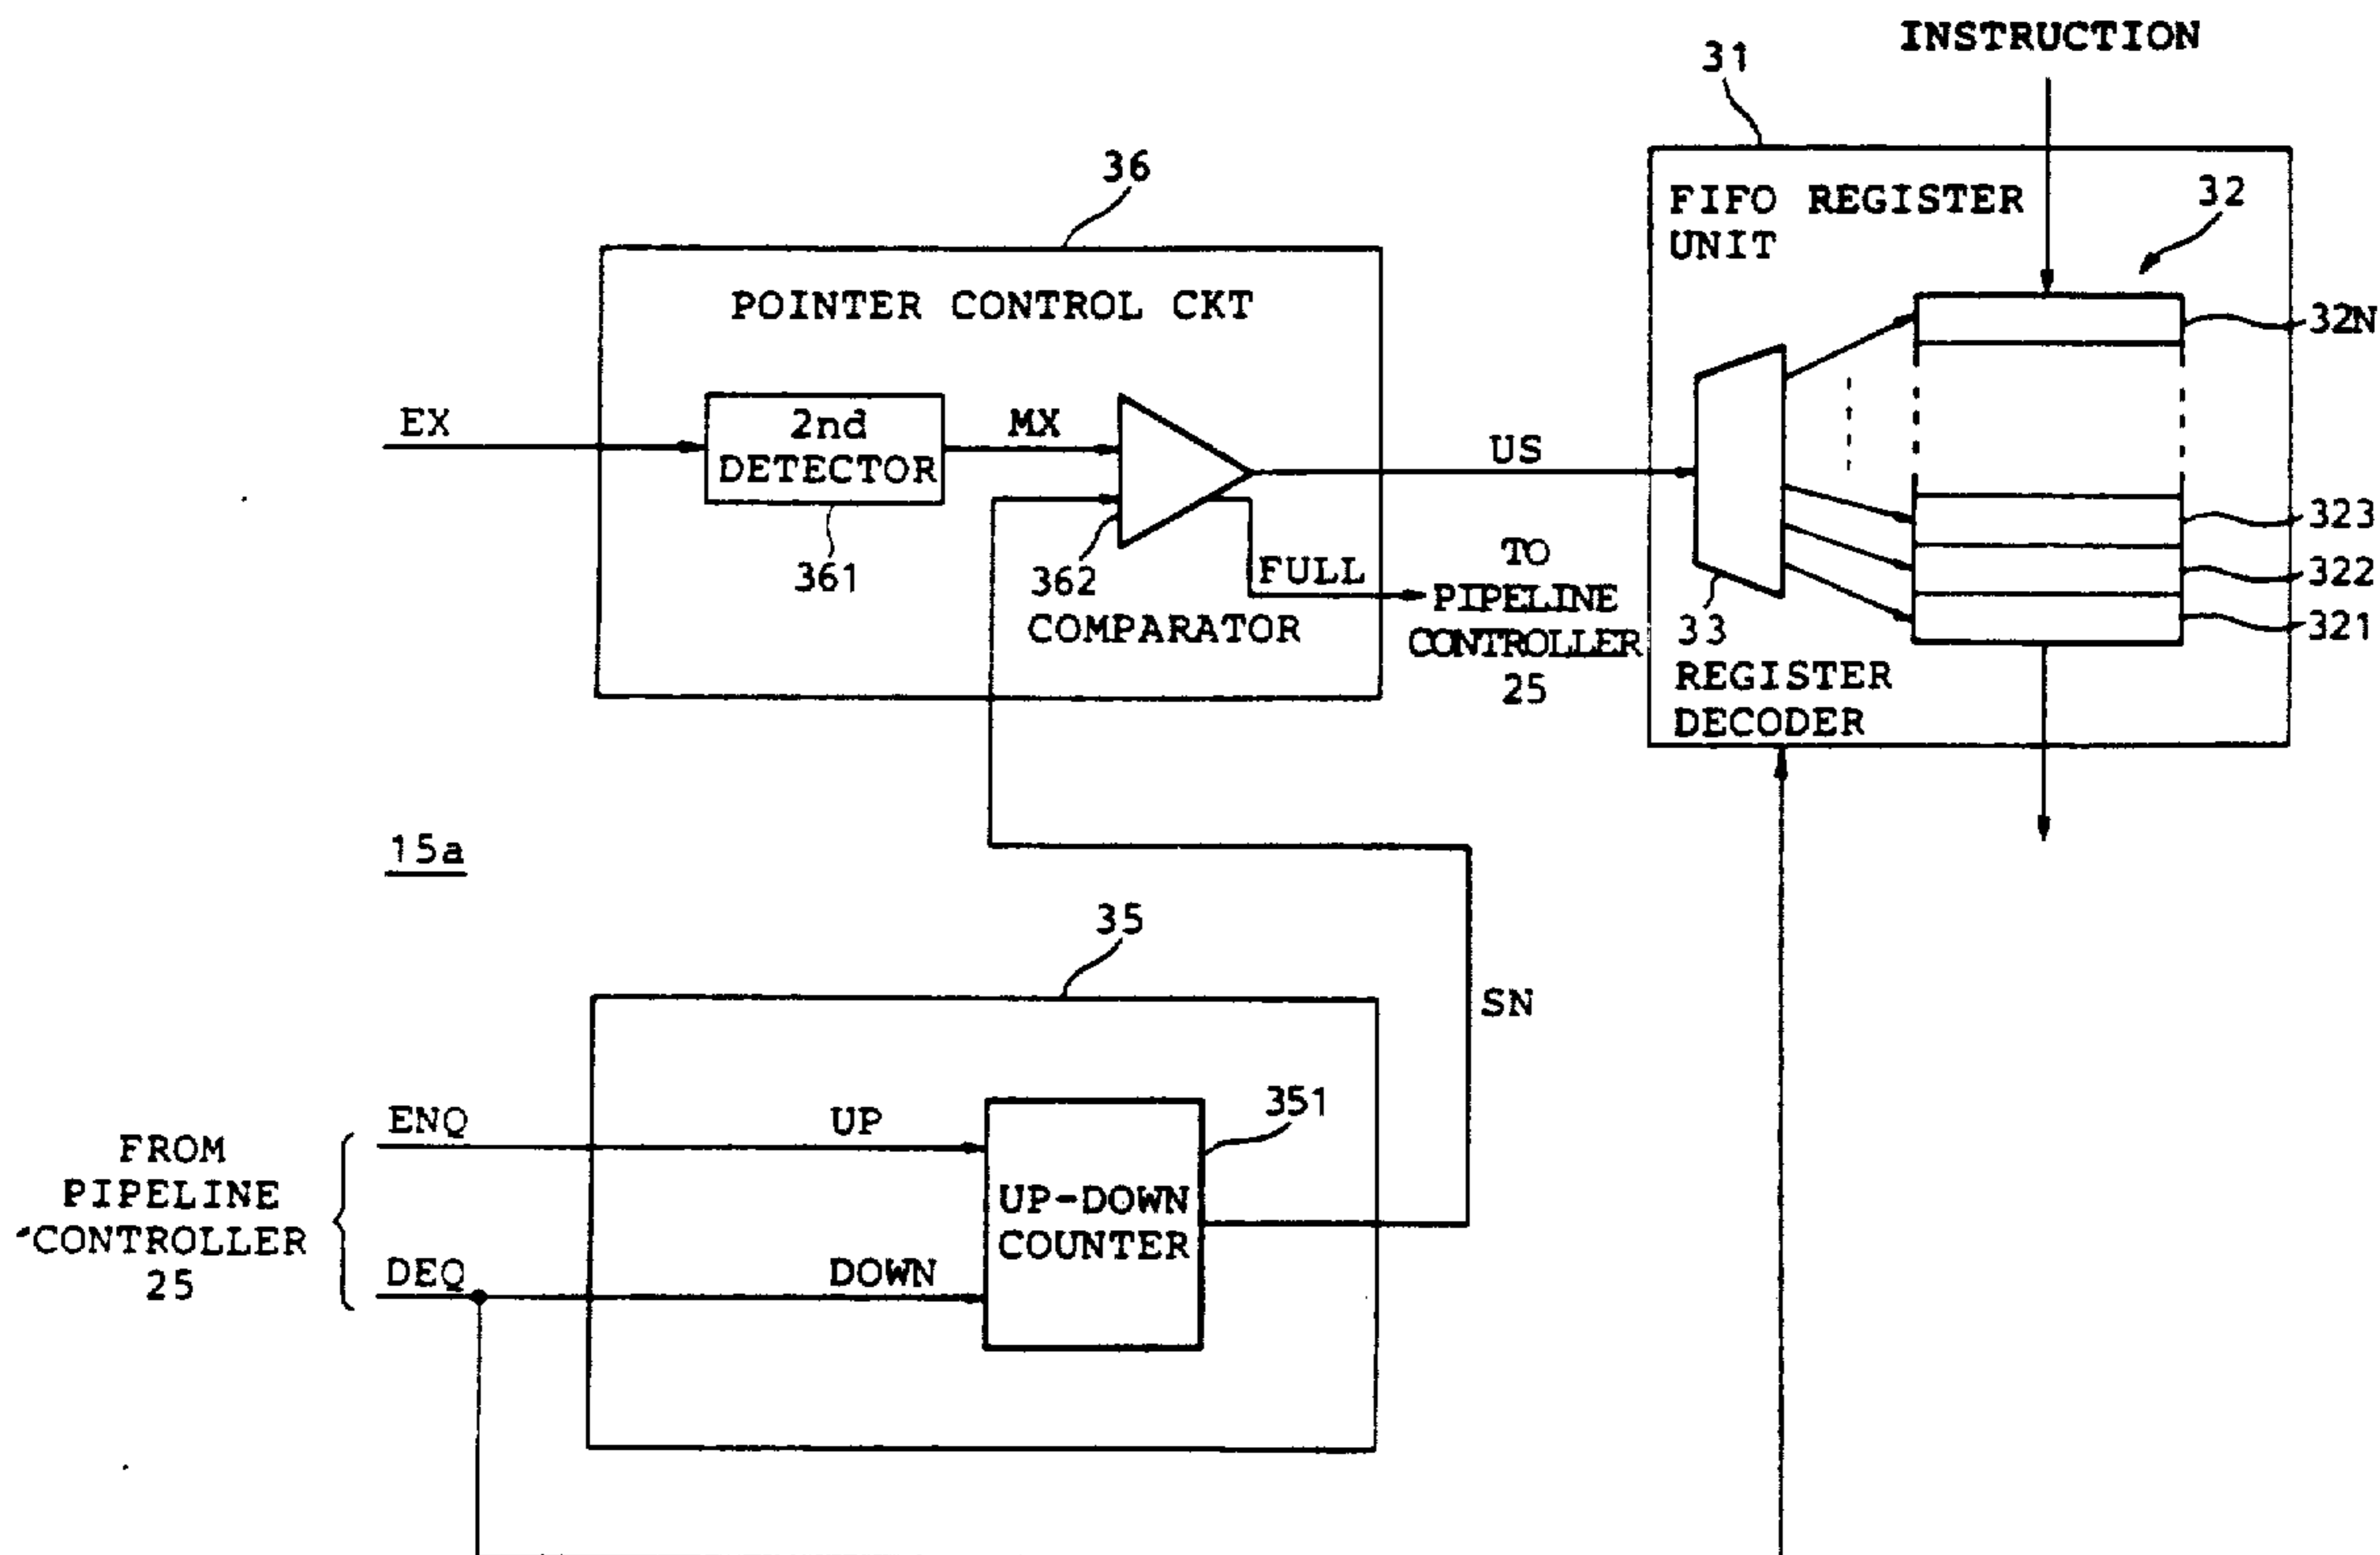 INSTRUCTION
31
36
FIFO REGISTER
UNIT
32
POINTER CONTROL CKT
32N
EX
2nd
DETECTOR
MX
US
361
362
COMPARATOR
FULL
TO
PIPELINE
CONTROLLER
25
323
322
321
33
REGISTER
DECODER
15a
35
SN
351
ENQ
UP
FROM
PIPELINE
CONTROLLER
25
UP-DOWN
COUNTER
DEQ
DOWN